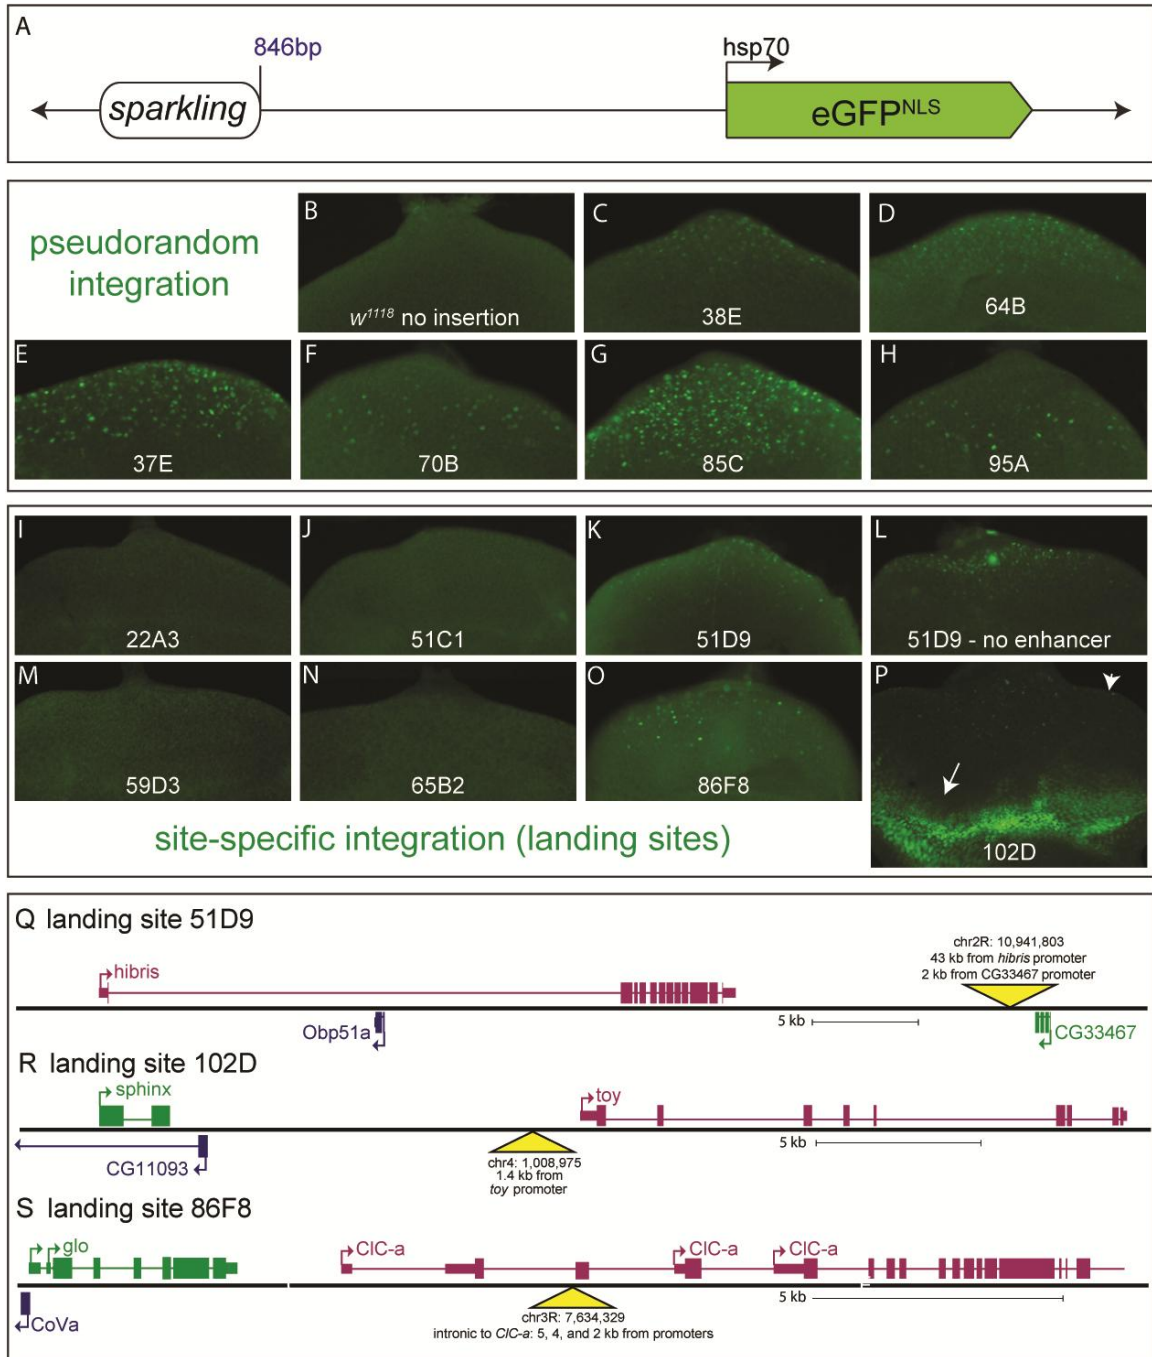 A
846bp
hsp70
sparkling
eGFP^NLS
pseudorandom
integration
B
w^1118 no insertion
C
38E
D
64B
E
37E
F
70B
G
85C
H
95A
I
22A3
J
51C1
K
51D9
L
51D9 - no enhancer
M
59D3
N
65B2
O
86F8
P
102D
site-specific integration (landing sites)
Q landing site 51D9
chr2R: 10,941,803
43 kb from hibris promoter
2 kb from CG33467 promoter
hibris
Obp51a
5 kb
CG33467
R landing site 102D
sphinx
toy
CG11093
chr4: 1,008,975
1.4 kb from
toy promoter
5 kb
S landing site 86F8
glo
ClC-a
ClC-a
ClC-a
CoVa
chr3R: 7,634,329
intronic to ClC-a: 5, 4, and 2 kb from promoters
5 kb